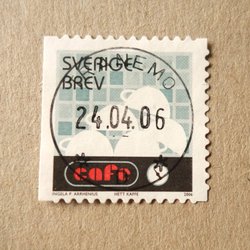 SVERIGE
BREV
24.04.06
cafe
INGELA P. ARRHENIUS HETT KAFFE 2006